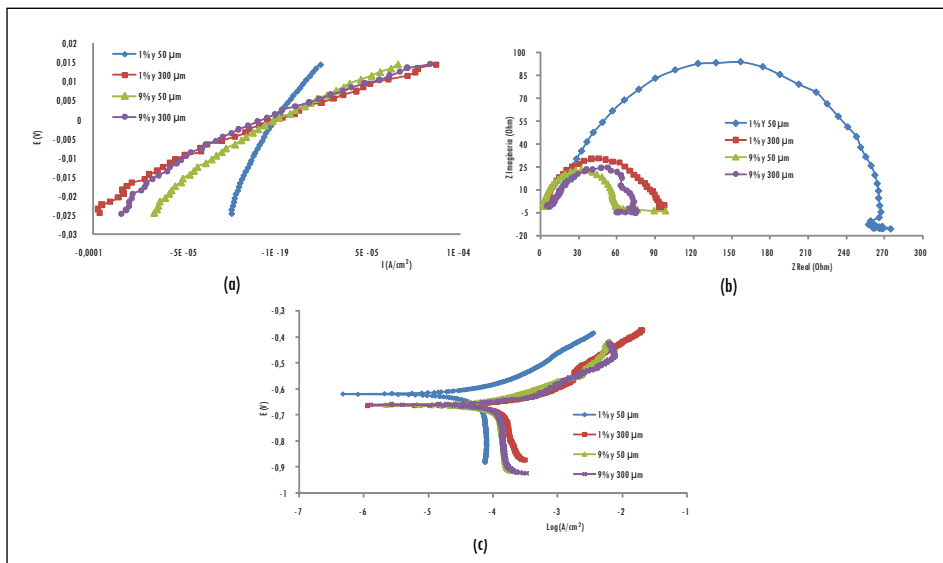 0,02
0,015
0,01
0,005
0
-0,005
-0,01
-0,015
-0,02
-0,025
-0,03
E (V)
1% y 50 µm
1% y 300 µm
9% y 50 µm
9% y 300 µm
-0,0001
-5E-05
-1E-19
5E-05
1E-04
I (A/cm²)
(a)
100
85
70
55
40
25
10
-5
-20
Z Imaginaria (Ohm)
1% Y 50 µm
1% y 300 µm
9% y 50 µm
9% y 300 µm
0
30
60
90
120
150
180
210
240
270
300
Z Real (Ohm)
(b)
-0,3
-0,4
-0,5
-0,6
-0,7
-0,8
-0,9
-1
E (V)
1% y 50 µm
1% y 300 µm
9% y 50 µm
9% y 300 µm
-7
-6
-5
-4
-3
-2
-1
Log (A/cm²)
(c)